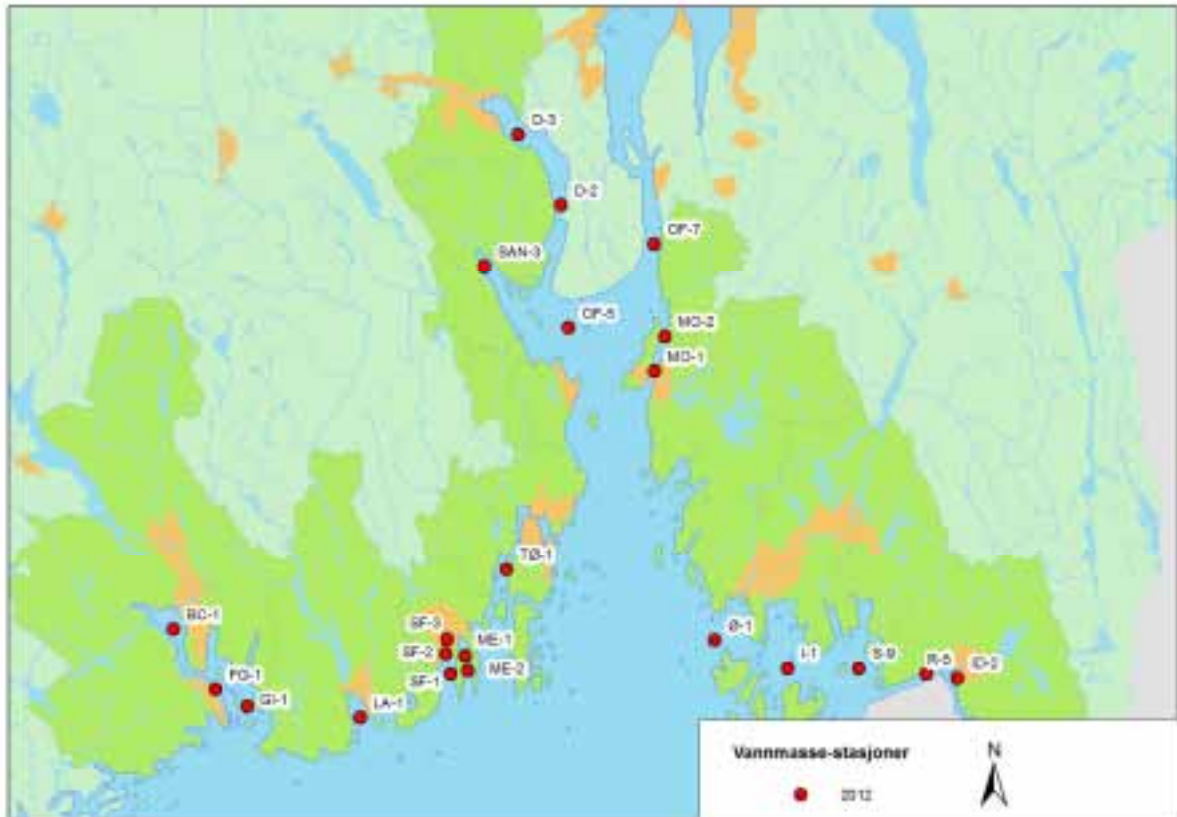 D-3
D-2
OF-7
SAN-3
OF-5
MO-2
MO-1
TØ-1
BC-1
SF-3
SF-2
ME-1
ME-2
SF-1
Ø-1
I-1
S-9
R-5
ID-2
FO-1
GI-1
LA-1
Vannmasse-stasjoner
N
2012